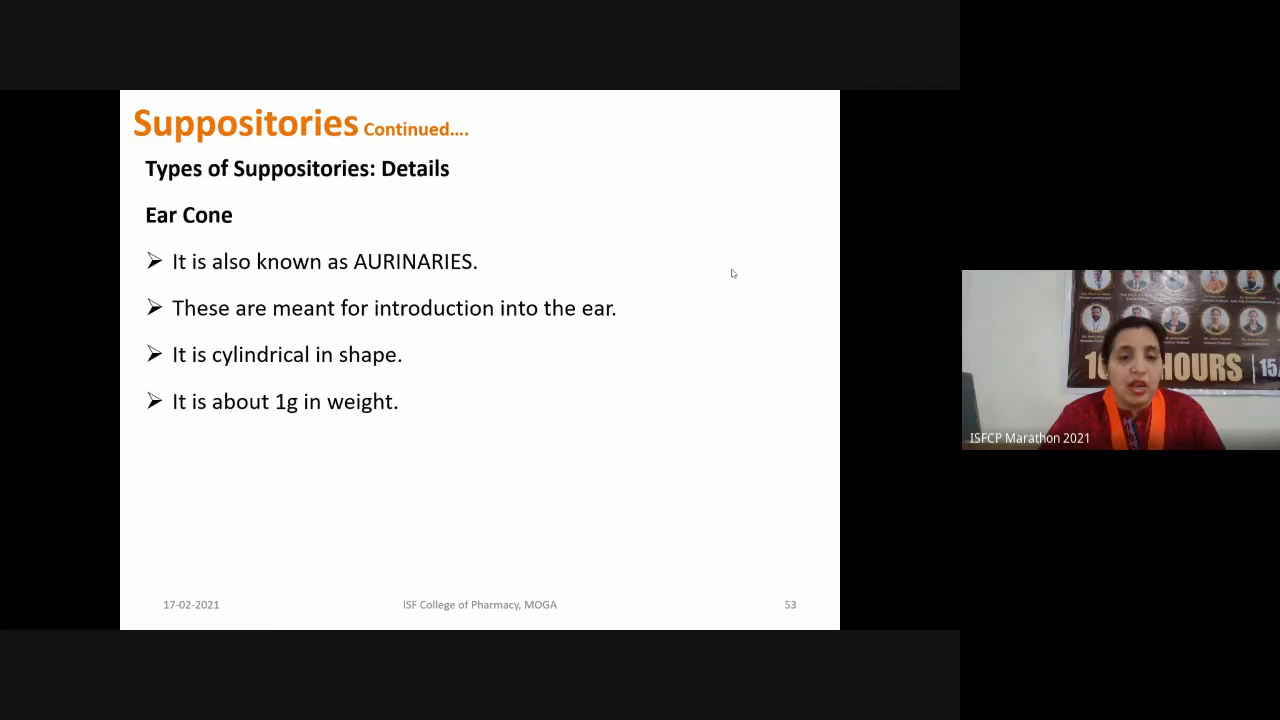 Suppositories Continued....
Types of Suppositories: Details
Ear Cone
➢ It is also known as AURINARIES.
➢ These are meant for introduction into the ear.
➢ It is cylindrical in shape.
➢ It is about 1g in weight.
17-02-2021 ISF College of Pharmacy, MOGA 53
HOURS 15
ISFCP Marathon 2021